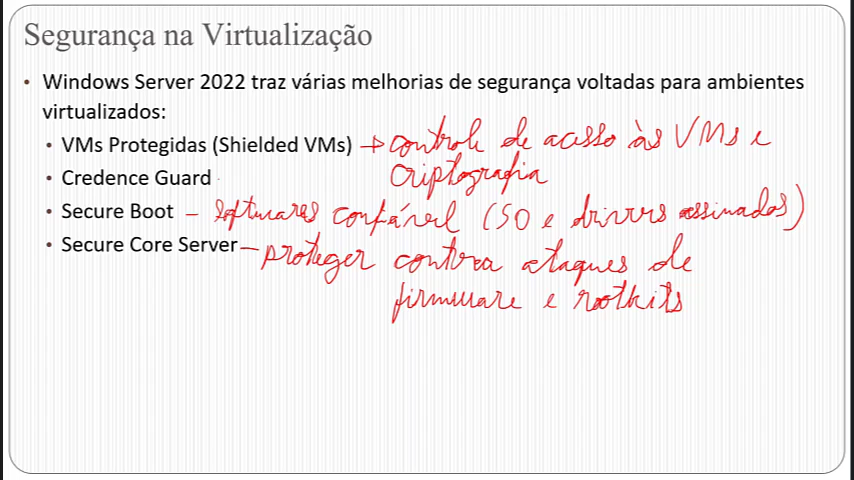 Segurança na Virtualização
• Windows Server 2022 traz várias melhorias de segurança voltadas para ambientes
virtualizados:
• VMs Protegidas (Shielded VMs) → controle de acesso às VMs e
criptografia
• Credence Guard
• Secure Boot – softwares confiável (SO e drivers assinados)
• Secure Core Server – proteger contra ataques de
firmware e rootkits